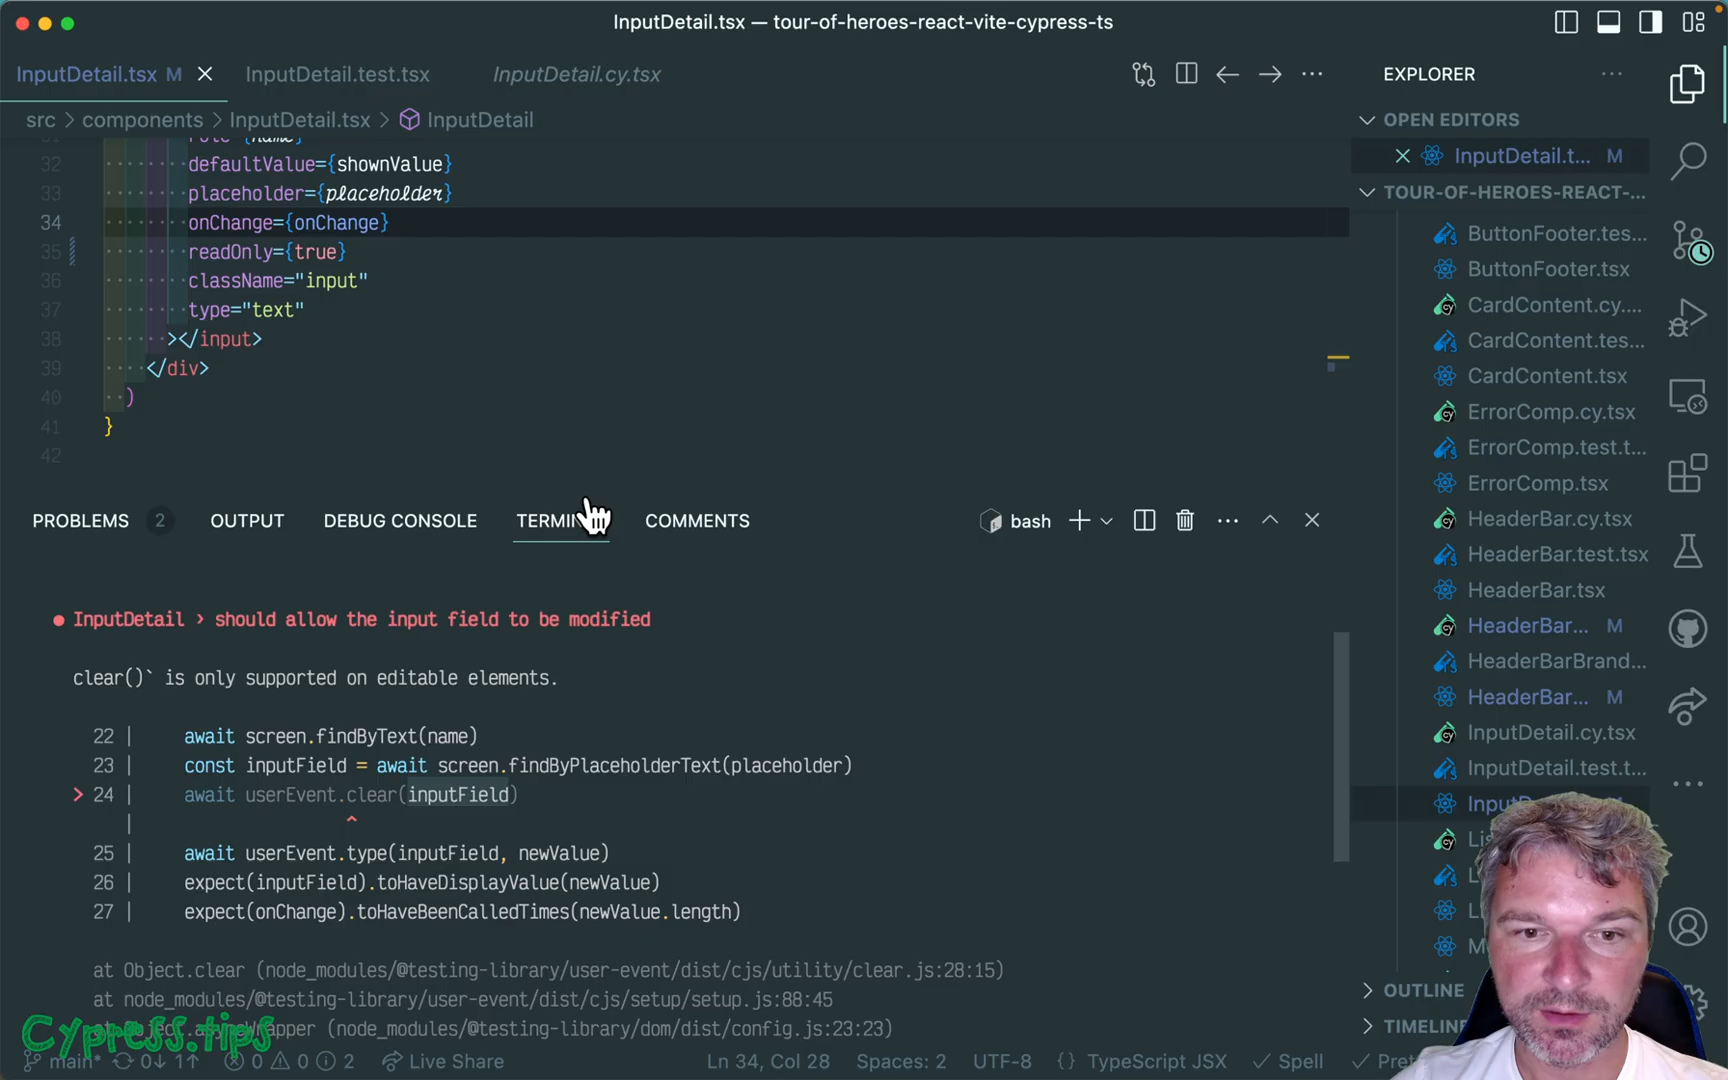 InputDetail.tsx — tour-of-heroes-react-vite-cypress-ts
InputDetail.tsx M
InputDetail.test.tsx
InputDetail.cy.tsx
src > components > InputDetail.tsx > InputDetail
32 defaultValue={shownValue}
33 placeholder={placeholder}
34 onChange={onChange}
35 readOnly={true}
36 className="input"
37 type="text"
38 ></input>
39 </div>
40 )
41 }
42
PROBLEMS 2 OUTPUT DEBUG CONSOLE COMMENTS
bash
● InputDetail › should allow the input field to be modified
clear()` is only supported on editable elements.
22 | await screen.findByText(name)
23 | const inputField = await screen.findByPlaceholderText(placeholder)
> 24 | await userEvent.clear(inputField)
| ^
25 | await userEvent.type(inputField, newValue)
26 | expect(inputField).toHaveDisplayValue(newValue)
27 | expect(onChange).toHaveBeenCalledTimes(newValue.length)
at Object.clear (node_modules/@testing-library/user-event/dist/cjs/utility/clear.js:28:15)
at node_modules/@testing-library/user-event/dist/cjs/setup/setup.js:88:45
(node_modules/@testing-library/dom/dist/config.js:23:23)
Cypress.tips
main* 0↓ 1↑ 0 0 2 Live Share
Ln 34, Col 28 Spaces: 2 UTF-8 {} TypeScript JSX Spell
EXPLORER
OPEN EDITORS
InputDetail.t... M
TOUR-OF-HEROES-REACT-...
ButtonFooter.tes...
ButtonFooter.tsx
CardContent.cy....
CardContent.tes...
CardContent.tsx
ErrorComp.cy.tsx
ErrorComp.test.t...
ErrorComp.tsx
HeaderBar.cy.tsx
HeaderBar.test.tsx
HeaderBar.tsx
HeaderBar... M
HeaderBarBrand...
HeaderBar... M
InputDetail.cy.tsx
InputDetail.test.t...
OUTLINE